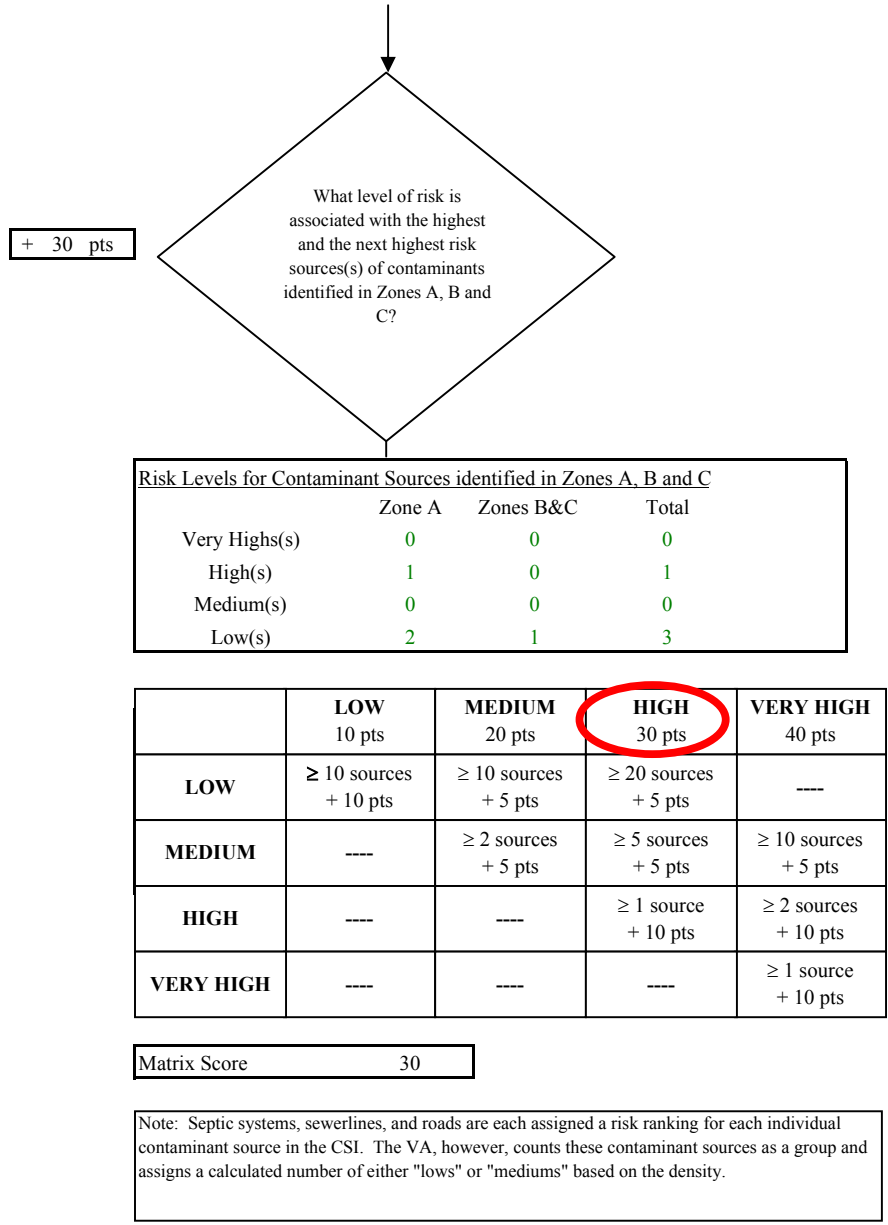 What level of risk is
associated with the highest
and the next highest risk
sources(s) of contaminants
identified in Zones A, B and
C?
+ 30 pts
Risk Levels for Contaminant Sources identified in Zones A, B and C
Zone A Zones B&C Total
Very Highs(s) 0 0 0
High(s) 1 0 1
Medium(s) 0 0 0
Low(s) 2 1 3
LOW MEDIUM HIGH VERY HIGH
10 pts 20 pts 30 pts 40 pts
LOW ≥ 10 sources ≥ 10 sources ≥ 20 sources ----
+ 10 pts + 5 pts + 5 pts
MEDIUM ---- ≥ 2 sources ≥ 5 sources ≥ 10 sources
+ 5 pts + 5 pts + 5 pts
HIGH ---- ---- ≥ 1 source ≥ 2 sources
+ 10 pts + 10 pts
VERY HIGH ---- ---- ---- ≥ 1 source
+ 10 pts
Matrix Score 30
Note: Septic systems, sewerlines, and roads are each assigned a risk ranking for each individual
contaminant source in the CSI. The VA, however, counts these contaminant sources as a group and
assigns a calculated number of either "lows" or "mediums" based on the density.